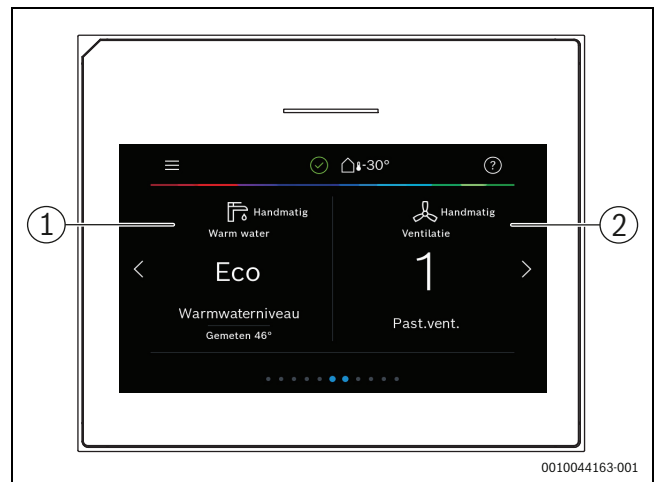 -30°
?
Handmatig
Warm water
Handmatig
Ventilatie
1
2
Eco
1
Warmwaterniveau
Gemeten 46°
Past.vent.
0010044163-001